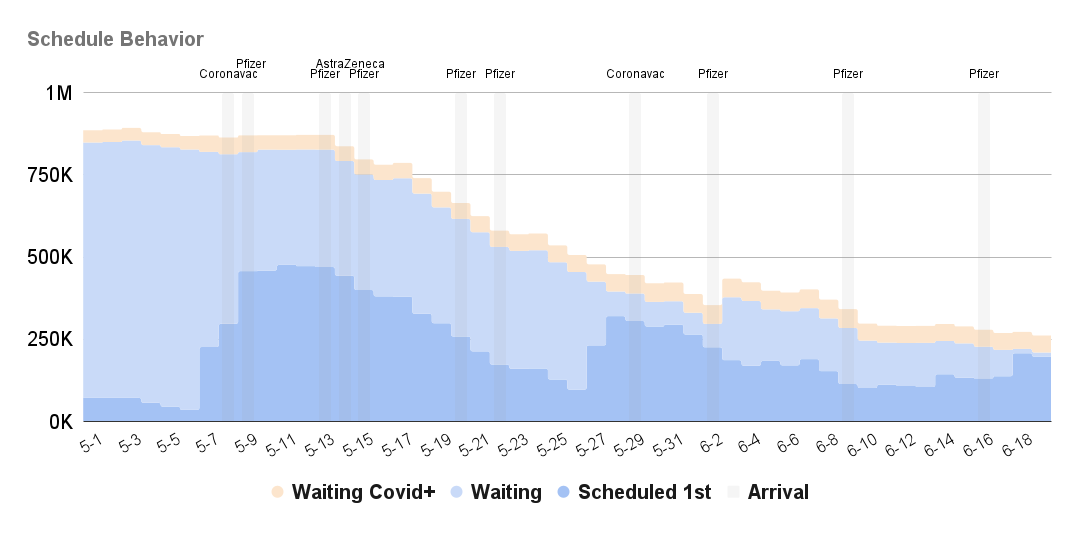 Schedule Behavior
Pfizer AstraZeneca
Coronavac Pfizer Pfizer Pfizer Pfizer Coronavac Pfizer Pfizer Pfizer
1M
750K
500K
250K
0K
5-1 5-3 5-5 5-7 5-9 5-11 5-13 5-15 5-17 5-19 5-21 5-23 5-25 5-27 5-29 5-31 6-2 6-4 6-6 6-8 6-10 6-12 6-14 6-16 6-18
Waiting Covid+ Waiting Scheduled 1st Arrival